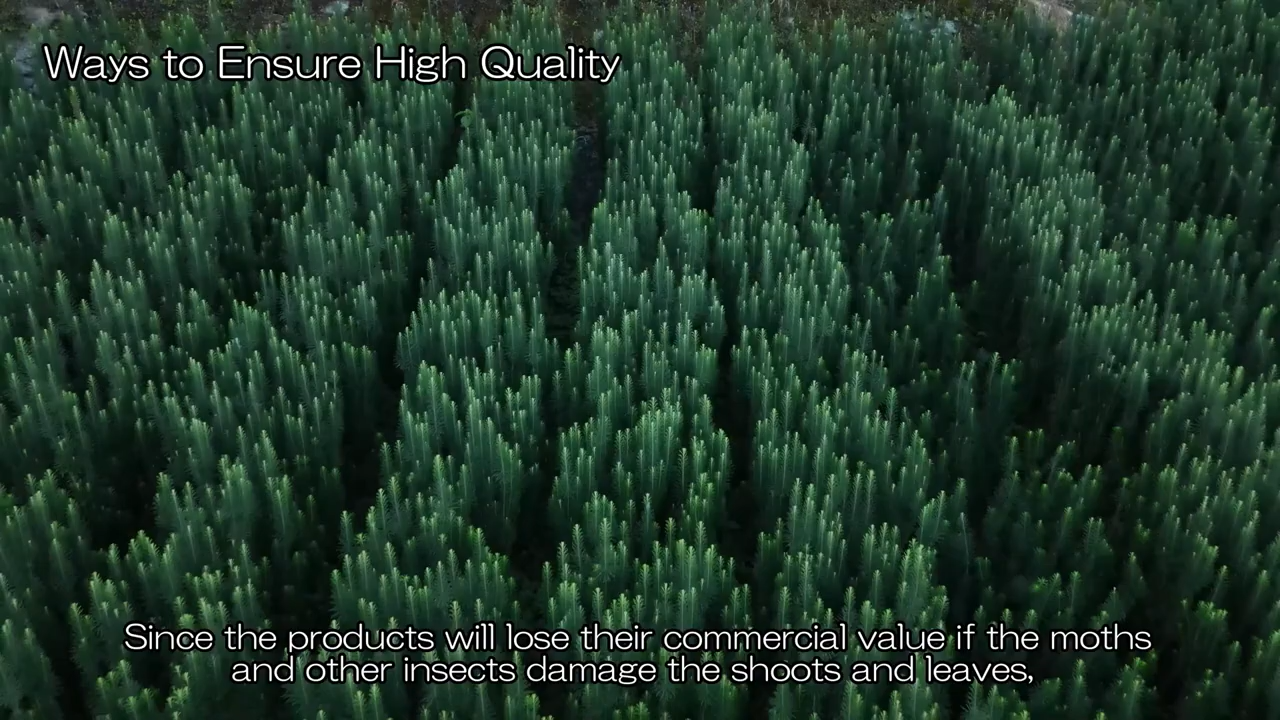 Ways to Ensure High Quality
Since the products will lose their commercial value if the moths
and other insects damage the shoots and leaves,